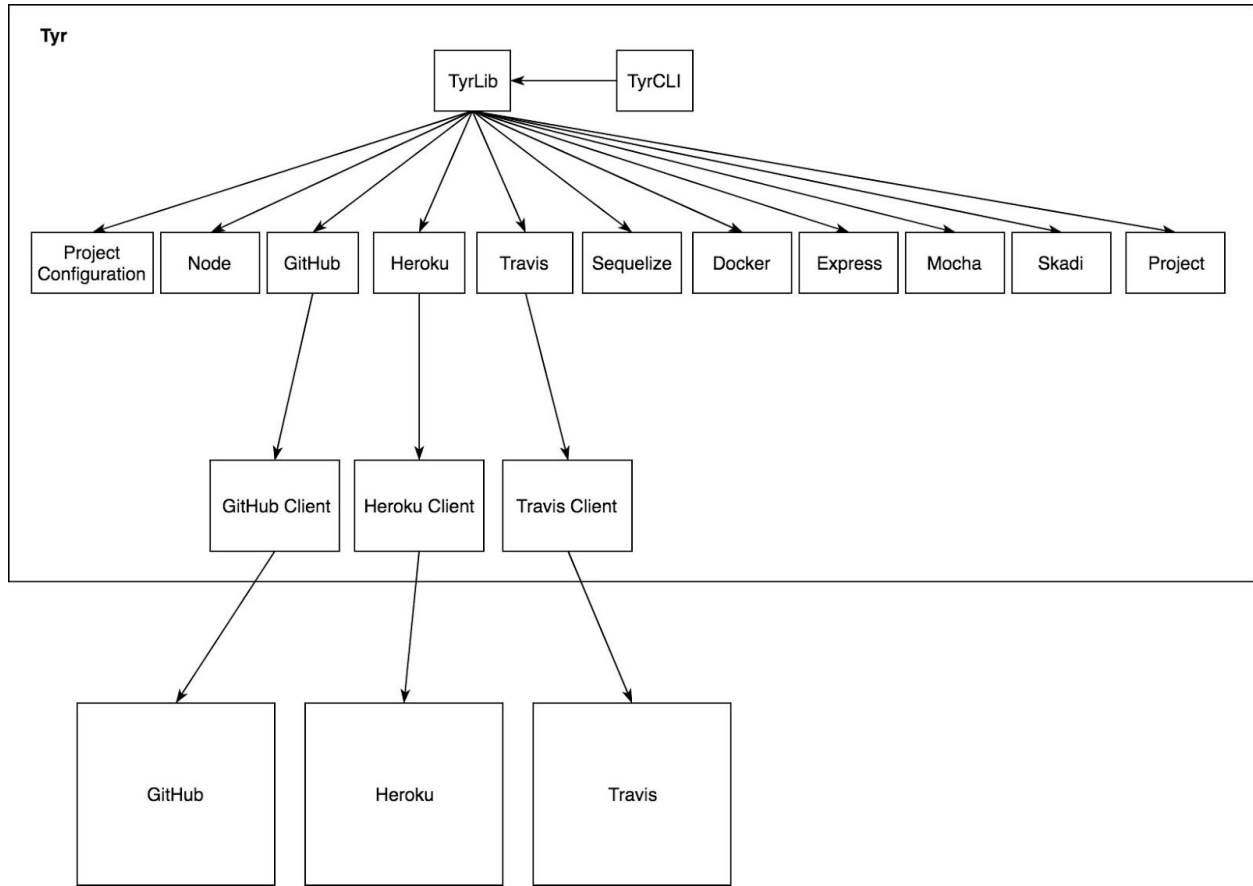 Tyr
TyrLib
TyrCLI
Project
Configuration
Node
GitHub
Heroku
Travis
Sequelize
Docker
Express
Mocha
Skadi
Project
GitHub Client
Heroku Client
Travis Client
GitHub
Heroku
Travis